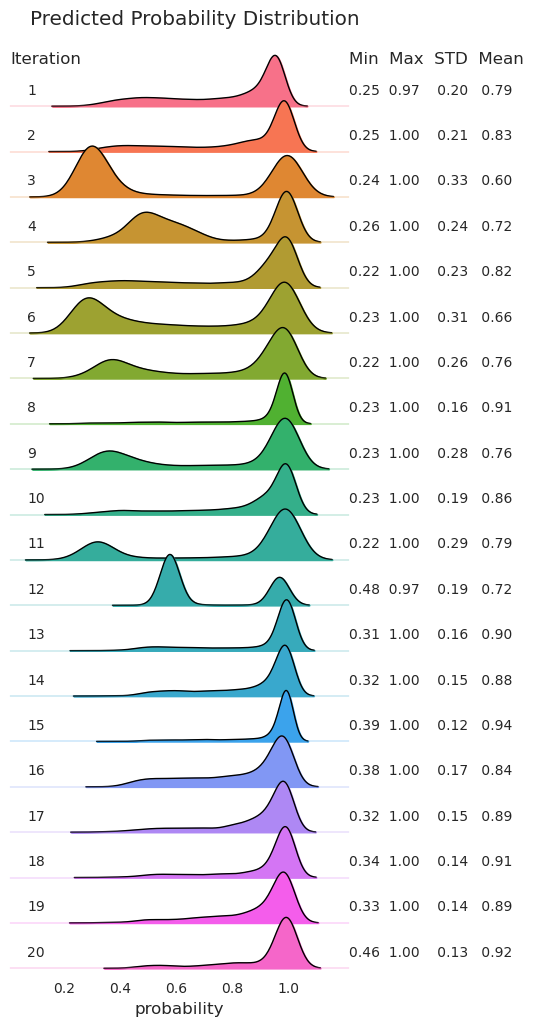 Predicted Probability Distribution
Iteration Min Max STD Mean
1 0.25 0.97 0.20 0.79
2 0.25 1.00 0.21 0.83
3 0.24 1.00 0.33 0.60
4 0.26 1.00 0.24 0.72
5 0.22 1.00 0.23 0.82
6 0.23 1.00 0.31 0.66
7 0.22 1.00 0.26 0.76
8 0.23 1.00 0.16 0.91
9 0.23 1.00 0.28 0.76
10 0.23 1.00 0.19 0.86
11 0.22 1.00 0.29 0.79
12 0.48 0.97 0.19 0.72
13 0.31 1.00 0.16 0.90
14 0.32 1.00 0.15 0.88
15 0.39 1.00 0.12 0.94
16 0.38 1.00 0.17 0.84
17 0.32 1.00 0.15 0.89
18 0.34 1.00 0.14 0.91
19 0.33 1.00 0.14 0.89
20 0.46 1.00 0.13 0.92
0.2 0.4 0.6 0.8 1.0
probability